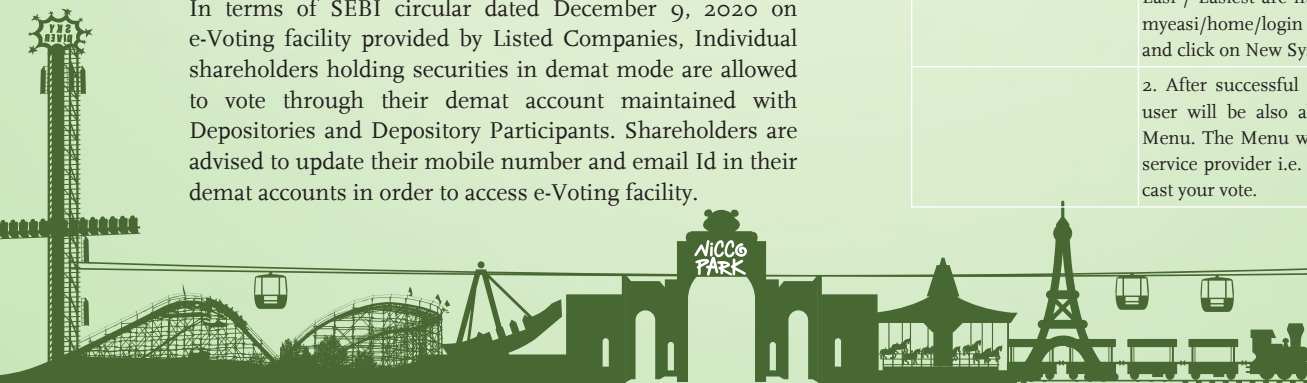 In terms of SEBI circular dated December 9, 2020 on
e-Voting facility provided by Listed Companies, Individual
shareholders holding securities in demat mode are allowed
to vote through their demat account maintained with
Depositories and Depository Participants. Shareholders are
advised to update their mobile number and email Id in their
demat accounts in order to access e-Voting facility.
myeasi/home/login
and click on New Sy
2. After successful
user will be also a
Menu. The Menu w
service provider i.e.
cast your vote.
SKY
DIVER
NiCCO
PARK